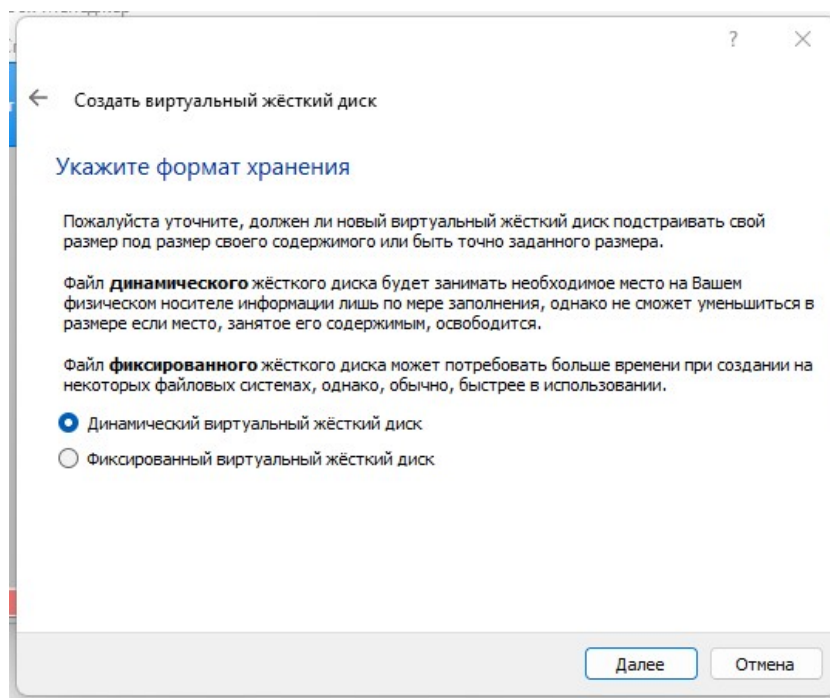 ?
Создать виртуальный жёсткий диск
Укажите формат хранения
Пожалуйста уточните, должен ли новый виртуальный жёсткий диск подстраивать свой
размер под размер своего содержимого или быть точно заданного размера.
Файл динамического жёсткого диска будет занимать необходимое место на Вашем
физическом носителе информации лишь по мере заполнения, однако не сможет уменьшиться в
размере если место, занятое его содержимым, освободится.
Файл фиксированного жёсткого диска может потребовать больше времени при создании на
некоторых файловых системах, однако, обычно, быстрее в использовании.
Динамический виртуальный жёсткий диск
Фиксированный виртуальный жёсткий диск
Далее Отмена